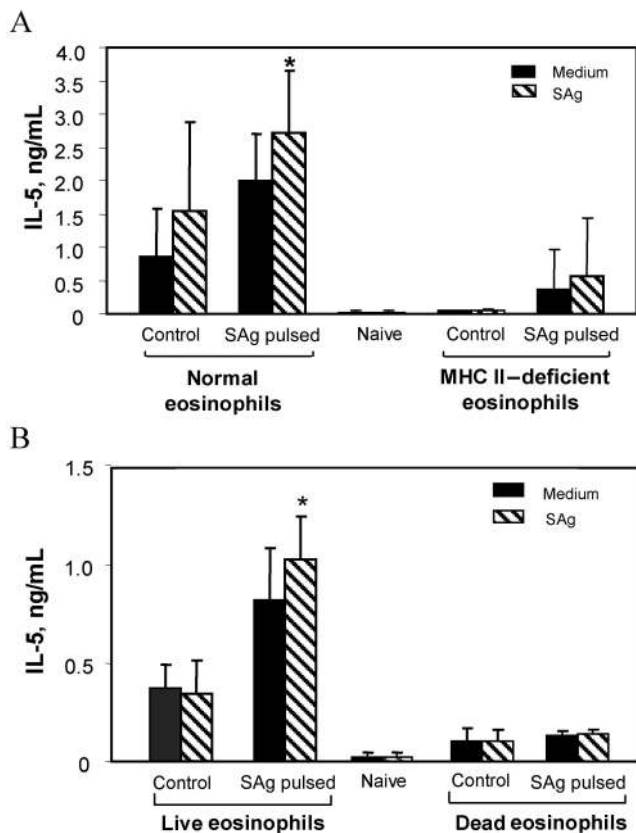 A
IL-5, ng/mL
4.0
3.5
3.0
2.5
2.0
1.5
1.0
0.5
0
*
Medium
SAg
Control SAg pulsed Naive Control SAg pulsed
Normal
eosinophils
MHC II–deficient
eosinophils
B
IL-5, ng/mL
1.5
1.0
0.5
0
*
Medium
SAg
Control SAg pulsed Naive Control SAg pulsed
Live eosinophils Dead eosinophils